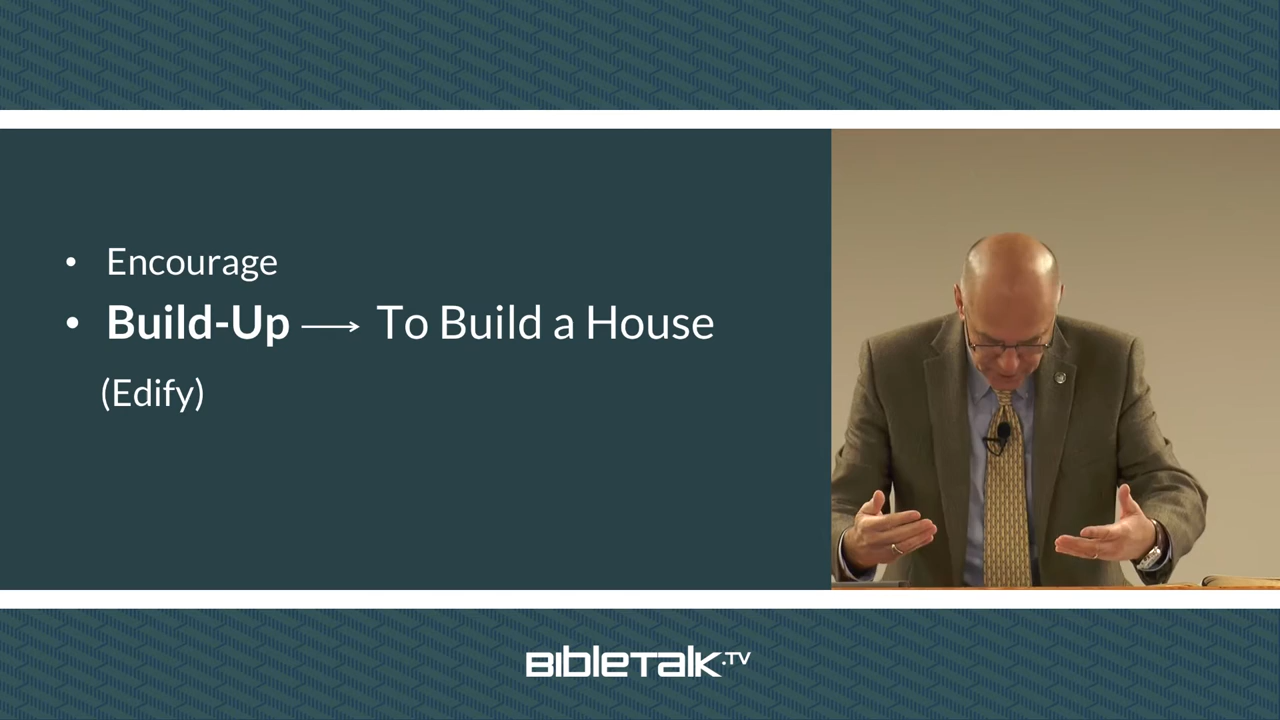 • Encourage
• Build-Up ⟶ To Build a House
(Edify)
BIBLETALK.TV